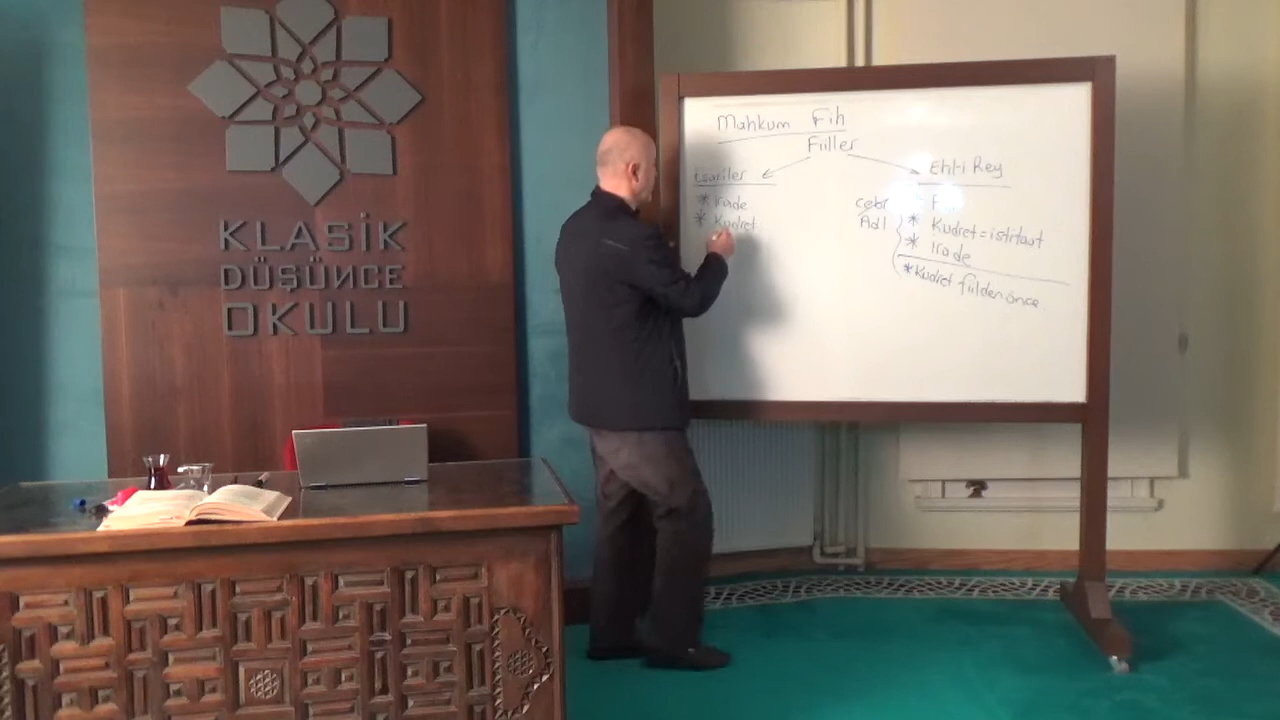 KLASİK
DÜŞÜNCE
OKULU
Mahkum Fih
Fiiller
Eşariler
* İrade
* Kudret
Ehl-i Rey
cebr
Adl
* Kudret = istitaat
* İrade
* Kudret fiilden önce